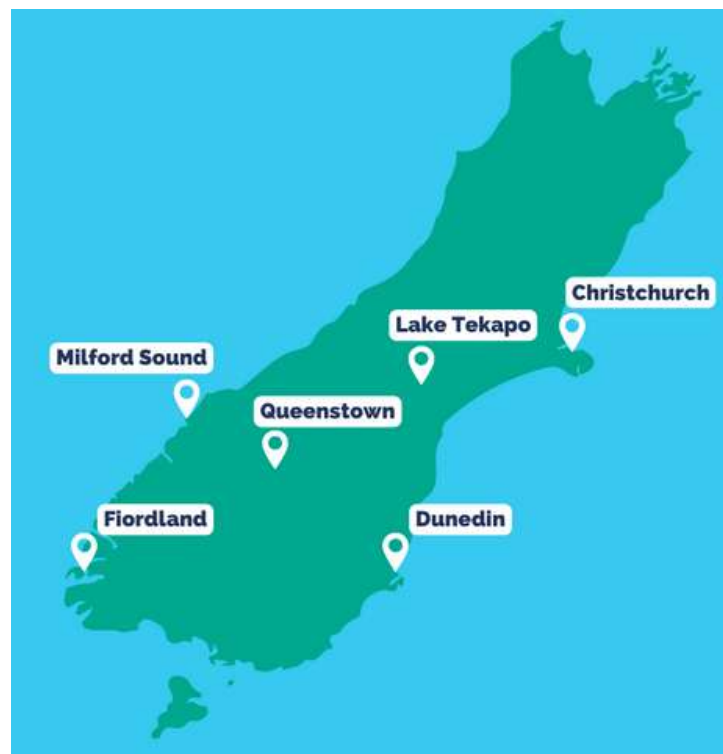 Christchurch
Lake Tekapo
Milford Sound
Queenstown
Fiordland
Dunedin